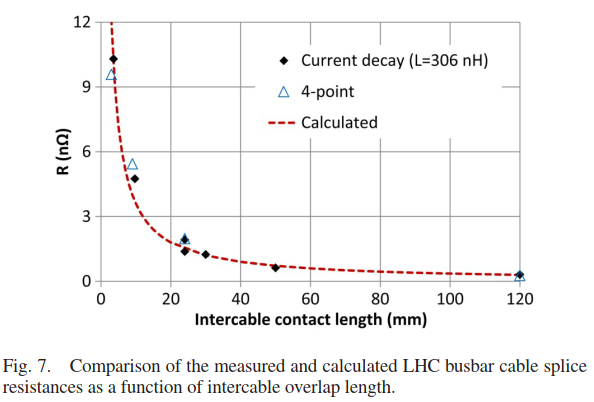 12
Current decay (L=306 nH)
9
4-point
Calculated
R (nΩ)
6
3
0
0 20 40 60 80 100 120
Intercable contact length (mm)
Fig. 7. Comparison of the measured and calculated LHC busbar cable splice
resistances as a function of intercable overlap length.